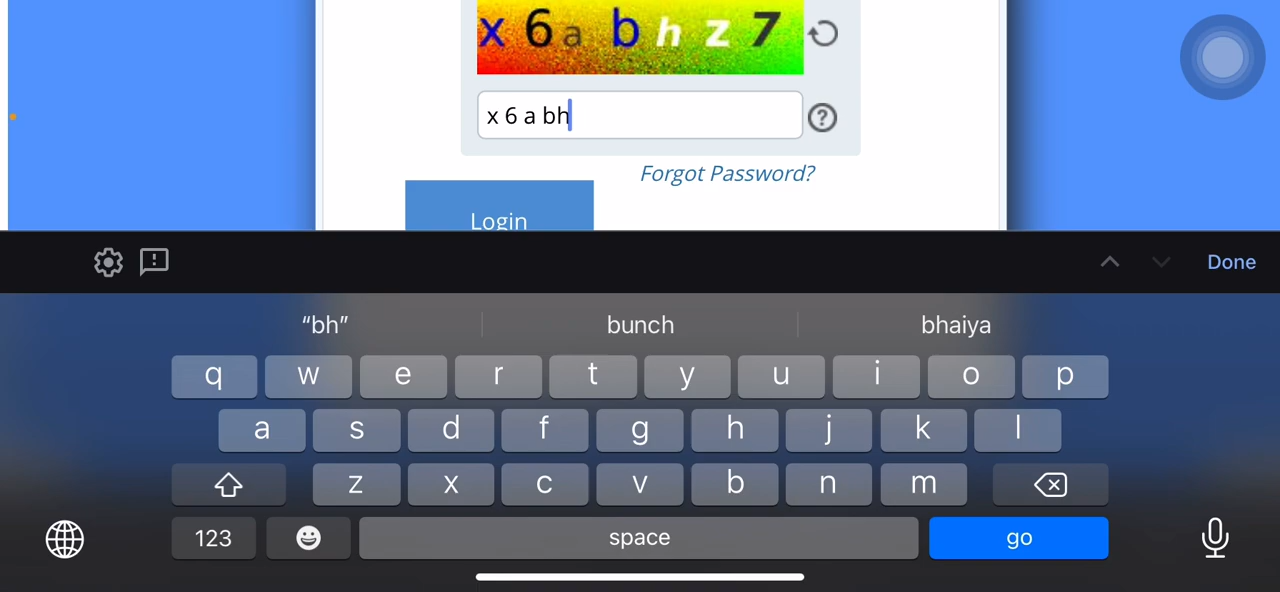 x 6 a b h z 7
x 6 a bh
Forgot Password?
Login
Done
“bh” bunch bhaiya
q w e r t y u i o p
a s d f g h j k l
z x c v b n m
123 space go